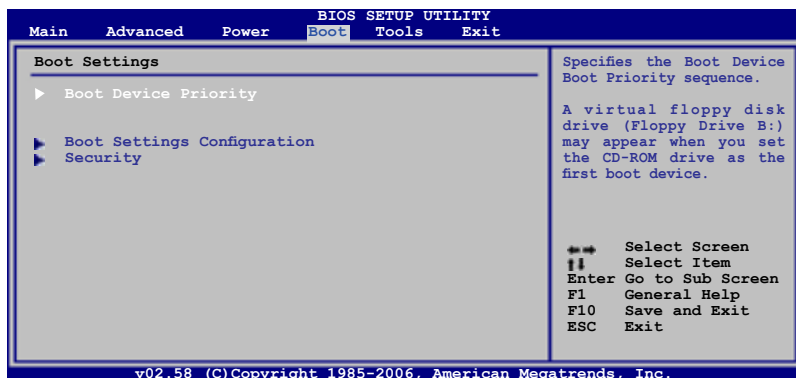 BIOS SETUP UTILITY
Main Advanced Power Boot Tools Exit
Boot Settings
Boot Device Priority
Boot Settings Configuration
Security
Specifies the Boot Device
Boot Priority sequence.
A virtual floppy disk
drive (Floppy Drive B:)
may appear when you set
the CD-ROM drive as the
first boot device.
Select Screen
Select Item
Enter Go to Sub Screen
F1 General Help
F10 Save and Exit
ESC Exit
v02.58 (C)Copyright 1985-2006, American Megatrends, Inc.